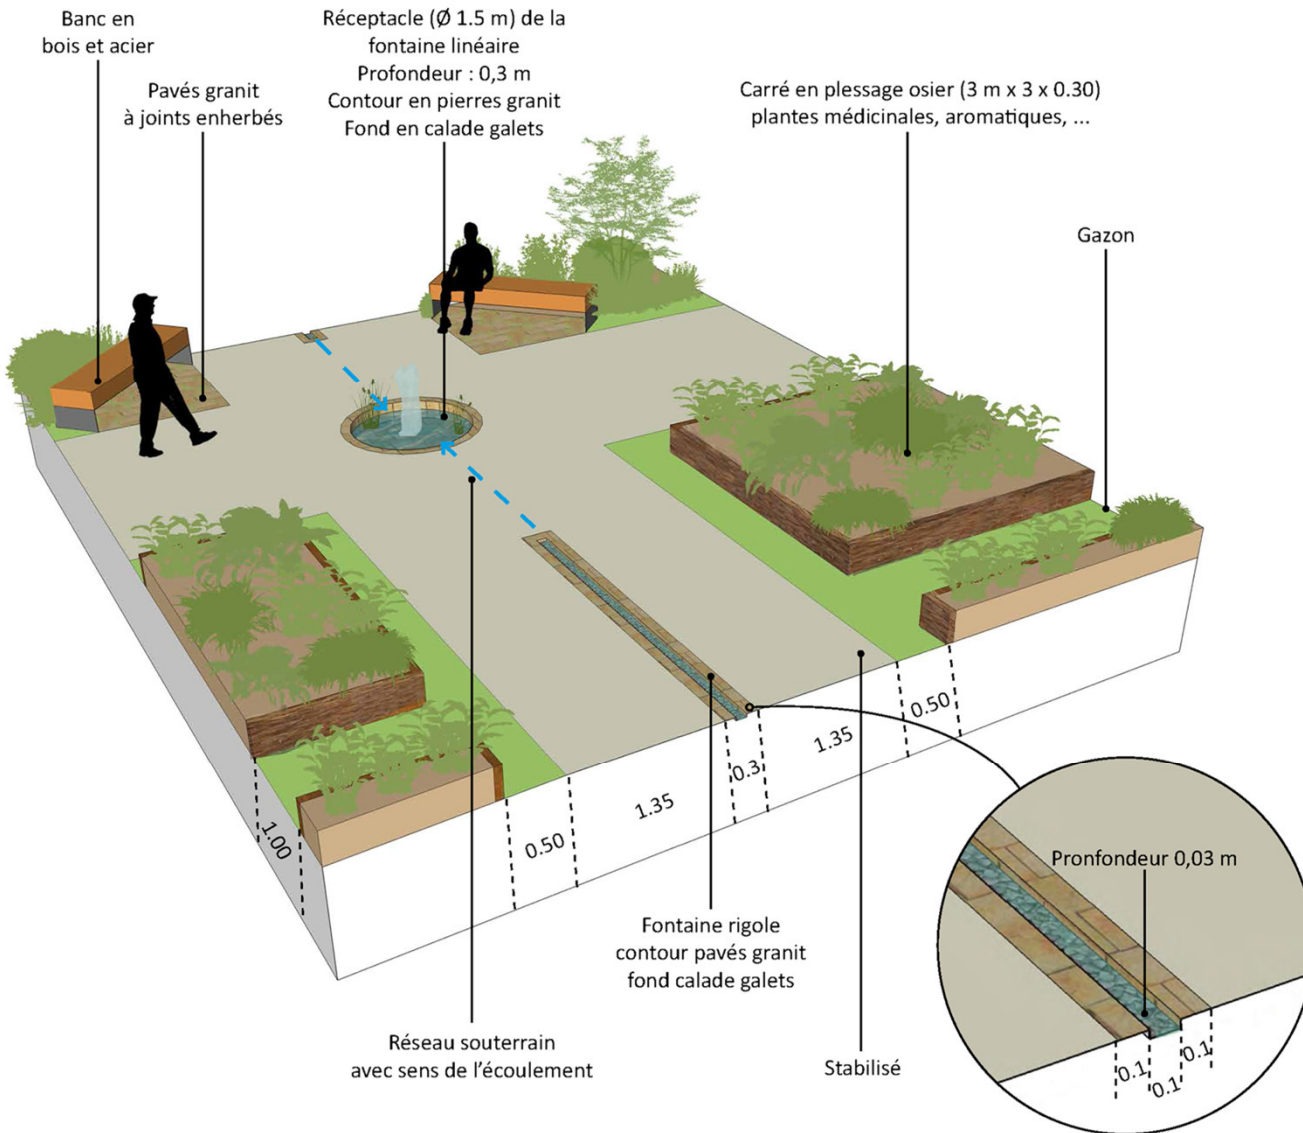 Banc en
bois et acier
Pavés granit
à joints enherbés
Réceptacle (Ø 1.5 m) de la
fontaine linéaire
Profondeur : 0,3 m
Contour en pierres granit
Fond en calade galets
Carré en plessage osier (3 m x 3 x 0.30)
plantes médicinales, aromatiques, ...
Gazon
1.00
0.50
1.35
0.3
1.35
0.50
Fontaine rigole
contour pavés granit
fond calade galets
Réseau souterrain
avec sens de l'écoulement
Stabilisé
Pronfondeur 0,03 m
0.1
0.1
0.1